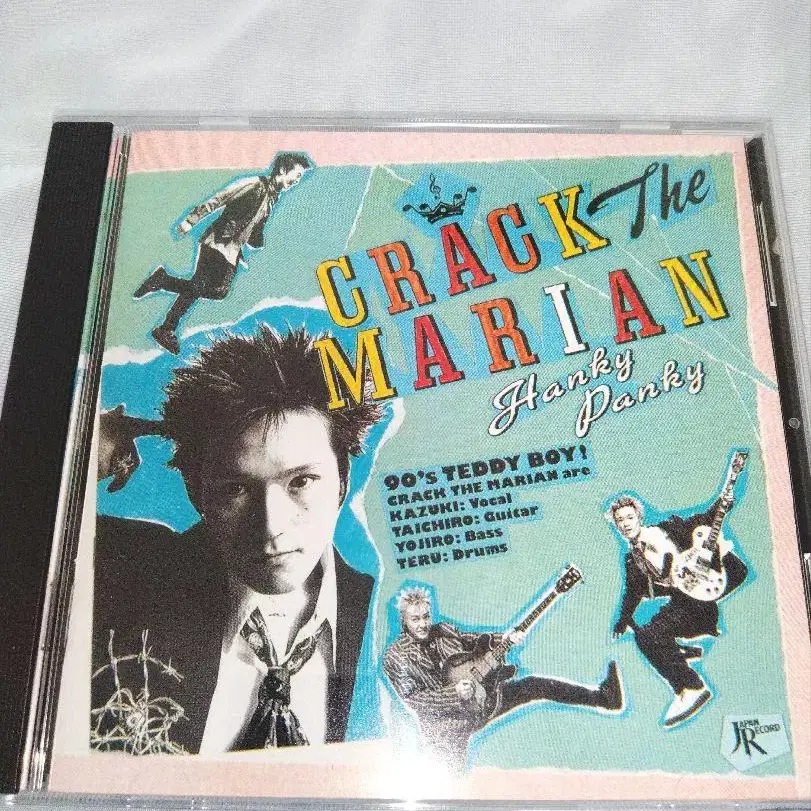 CRACK The
MARIAN
Hanky
Panky
90's TEDDY BOY!
CRACK THE MARIAN are
KAZUKI: Vocal
TAICHIRO: Guitar
YOJIRO: Bass
TERU: Drums
JAPAN
RECORD